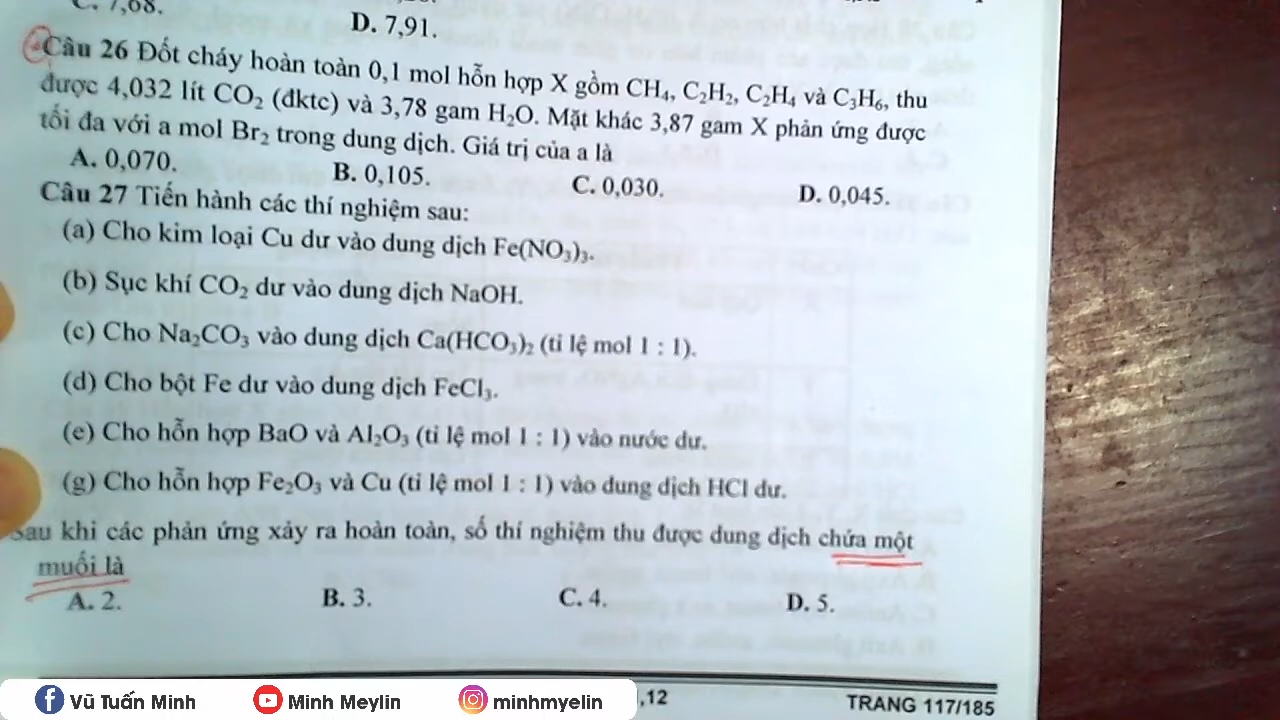 C. 7,68.
D. 7,91.
Câu 26 Đốt cháy hoàn toàn 0,1 mol hỗn hợp X gồm CH₄, C₂H₂, C₂H₄ và C₃H₆, thu
được 4,032 lít CO₂ (đktc) và 3,78 gam H₂O. Mặt khác 3,87 gam X phản ứng được
tối đa với a mol Br₂ trong dung dịch. Giá trị của a là
A. 0,070. B. 0,105. C. 0,030. D. 0,045.
Câu 27 Tiến hành các thí nghiệm sau:
(a) Cho kim loại Cu dư vào dung dịch Fe(NO₃)₃.
(b) Sục khí CO₂ dư vào dung dịch NaOH.
(c) Cho Na₂CO₃ vào dung dịch Ca(HCO₃)₂ (tỉ lệ mol 1 : 1).
(d) Cho bột Fe dư vào dung dịch FeCl₃.
(e) Cho hỗn hợp BaO và Al₂O₃ (tỉ lệ mol 1 : 1) vào nước dư.
(g) Cho hỗn hợp Fe₂O₃ và Cu (tỉ lệ mol 1 : 1) vào dung dịch HCl dư.
Sau khi các phản ứng xảy ra hoàn toàn, số thí nghiệm thu được dung dịch chứa một
muối là
A. 2. B. 3. C. 4. D. 5.
Vũ Tuấn Minh Minh Meylin minhmyelin ,12 TRANG 117/185